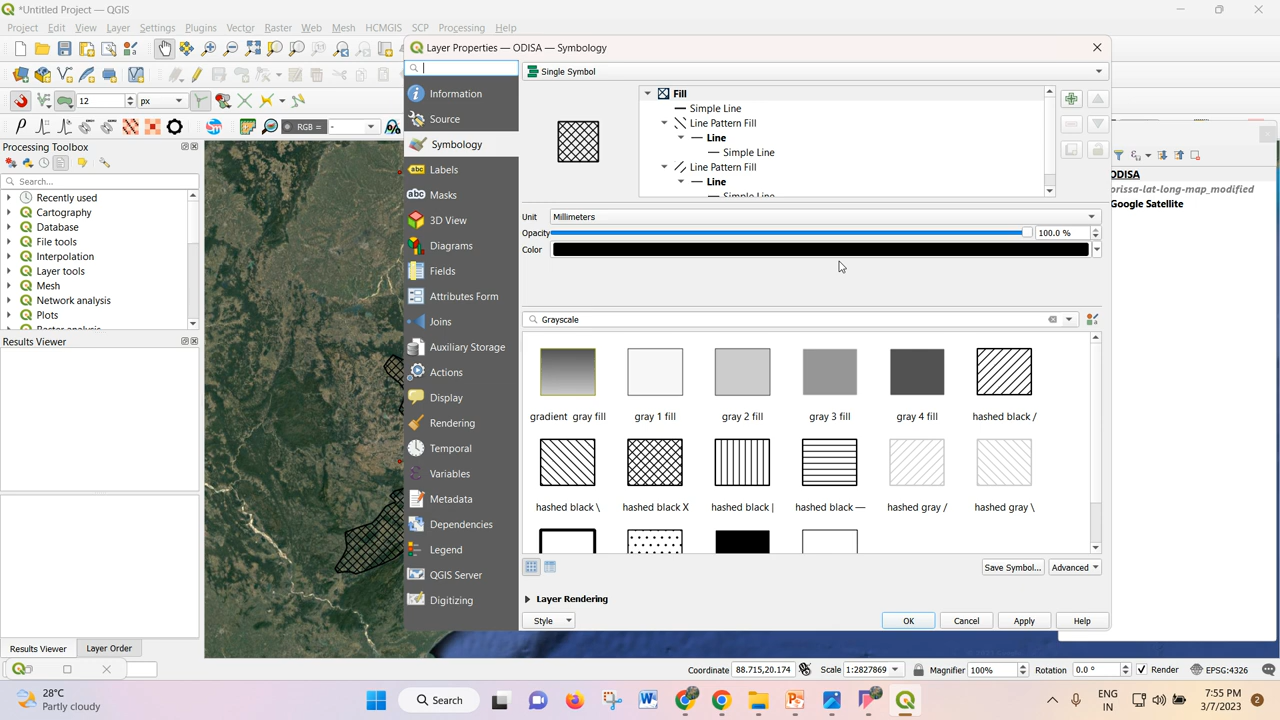 *Untitled Project — QGIS
Project Edit View Layer Settings Plugins Vector Raster Web Mesh HCMGIS SCP Processing Help
Layer Properties — ODISA — Symbology
Single Symbol
Information
Source
Symbology
Labels
Masks
3D View
Diagrams
Fields
Attributes Form
Joins
Auxiliary Storage
Actions
Display
Rendering
Temporal
Variables
Metadata
Dependencies
Legend
QGIS Server
Digitizing
Fill
Simple Line
Line Pattern Fill
Line
Simple Line
Line Pattern Fill
Line
Simple Line
Unit Millimeters
Opacity 100.0 %
Color
Grayscale
gradient gray fill gray 1 fill gray 2 fill gray 3 fill gray 4 fill hashed black /
hashed black \ hashed black X hashed black | hashed black — hashed gray / hashed gray \
Save Symbol... Advanced
Layer Rendering
Style OK Cancel Apply Help
12 px
RGB = -
Processing Toolbox
Search...
Recently used
Cartography
Database
File tools
Interpolation
Layer tools
Mesh
Network analysis
Plots
Raster analysis
Results Viewer
Results Viewer Layer Order
ODISA
orissa-lat-long-map_modified
Google Satellite
Coordinate 88.715,20.174 Scale 1:2827869 Magnifier 100% Rotation 0.0 ° Render EPSG:4326
28°C
Partly cloudy
Search
ENG
IN
7:55 PM
3/7/2023
2